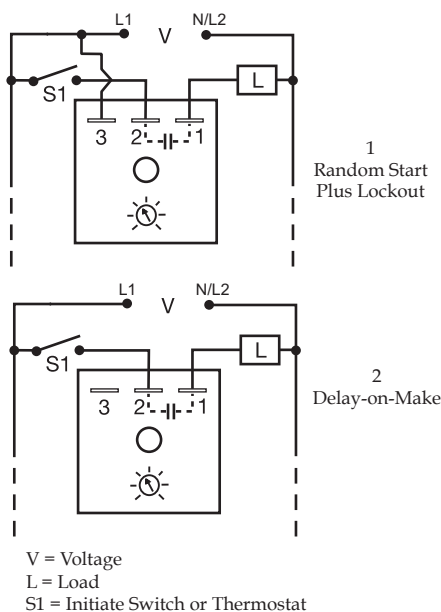 L1 V N/L2
S1 L
3 2 1
1
Random Start
Plus Lockout
L1 V N/L2
S1 L
3 2 1
2
Delay-on-Make
V = Voltage
L = Load
S1 = Initiate Switch or Thermostat